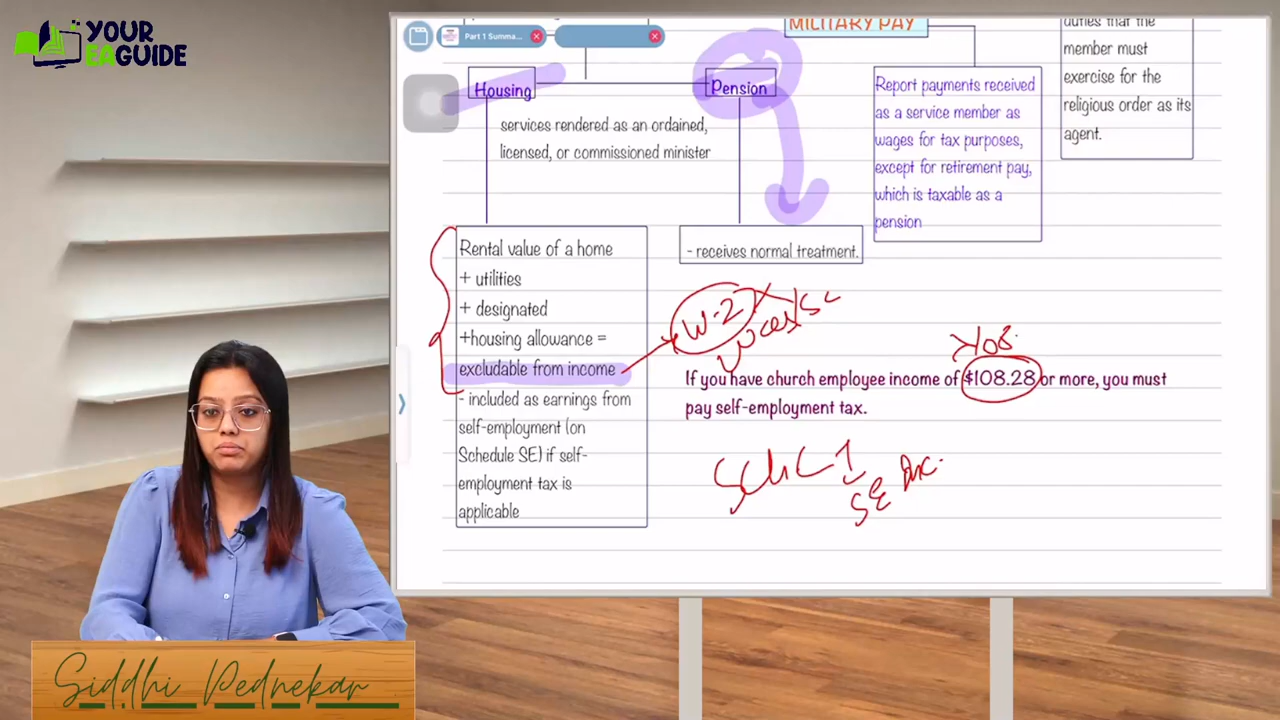 YOUR
EAGUIDE
Part 1 Summa...
MILITARY PAY
Housing
Pension
services rendered as an ordained,
licensed, or commissioned minister
Report payments received
as a service member as
wages for tax purposes,
except for retirement pay,
which is taxable as a
pension
duties that the
member must
exercise for the
religious order as its
agent.
Rental value of a home
+ utilities
+ designated
+housing allowance =
excludable from income
- included as earnings from
self-employment (on
Schedule SE) if self-
employment tax is
applicable
- receives normal treatment.
W-2
If you have church employee income of $108.28 or more, you must
pay self-employment tax.
>108.
Sch C
SE Inc.
Siddhi Pednekar